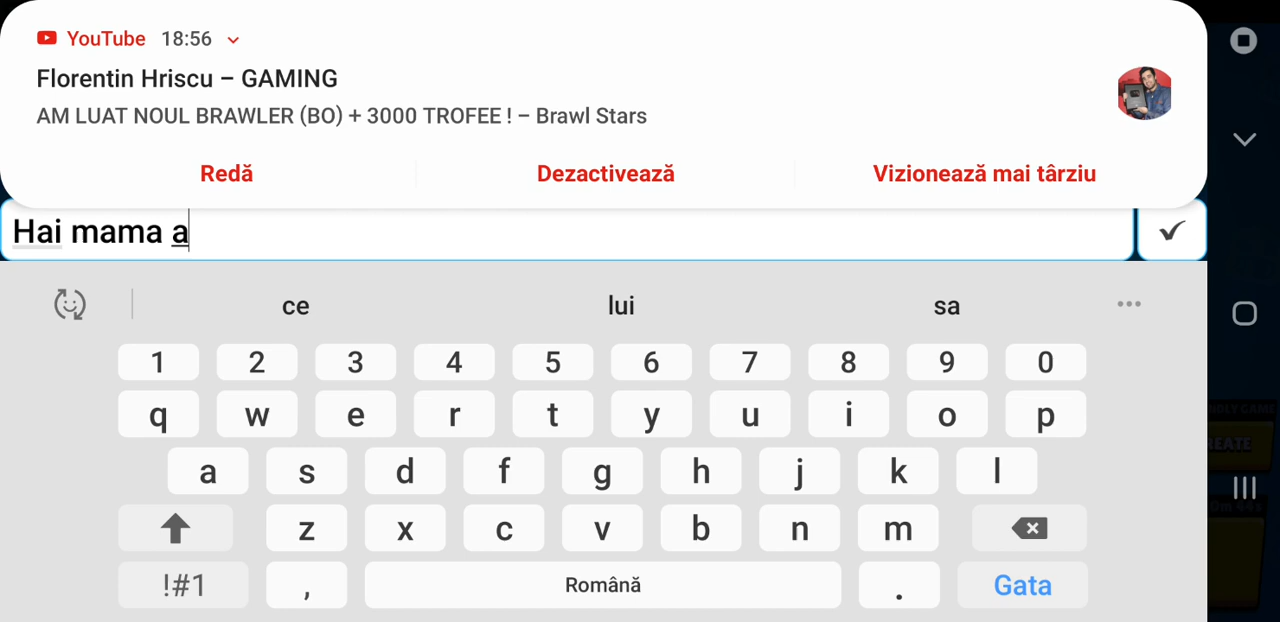 YouTube 18:56
Florentin Hriscu – GAMING
AM LUAT NOUL BRAWLER (BO) + 3000 TROFEE ! – Brawl Stars
Redă Dezactivează Vizionează mai târziu
Hai mama a
ce lui sa
1 2 3 4 5 6 7 8 9 0
q w e r t y u i o p
a s d f g h j k l
z x c v b n m
!#1 , Română . Gata